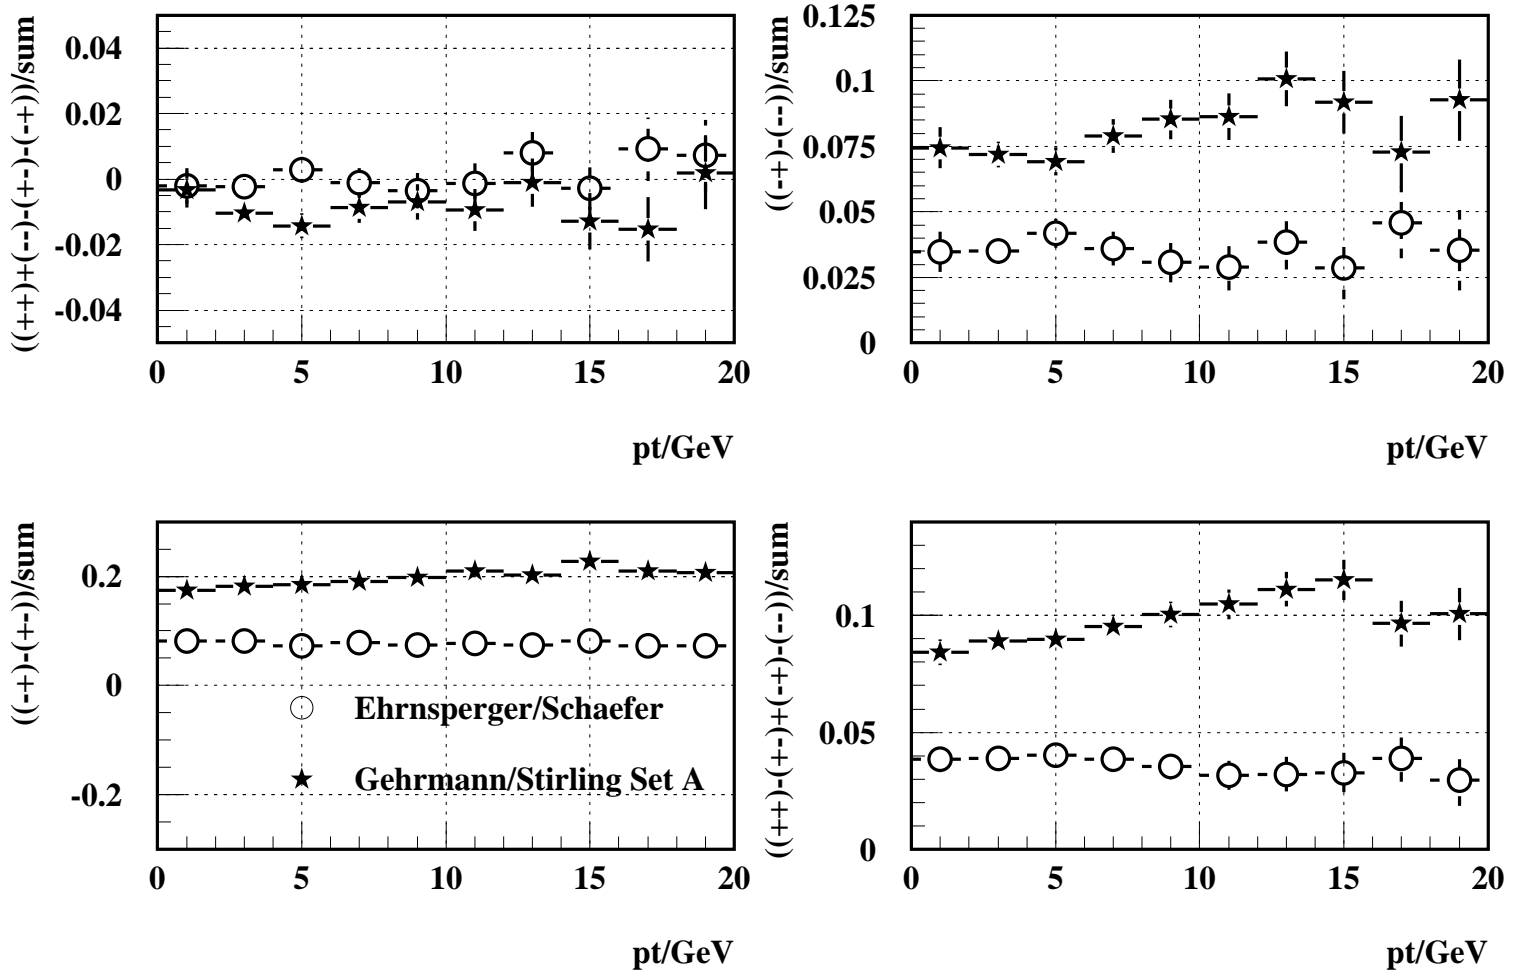 ((++)+(--)-(+-)-(-+))/sum
0.04
0.02
0
-0.02
-0.04
0 5 10 15 20
pt/GeV
((-+)-(--))/sum
0.125
0.1
0.075
0.05
0.025
0
0 5 10 15 20
pt/GeV
((-+)-(+-))/sum
0.2
0
-0.2
Ehrnsperger/Schaefer
Gehrmann/Stirling Set A
0 5 10 15 20
pt/GeV
((++)-(+-)+(-+)-(--))/sum
0.1
0.05
0
0 5 10 15 20
pt/GeV